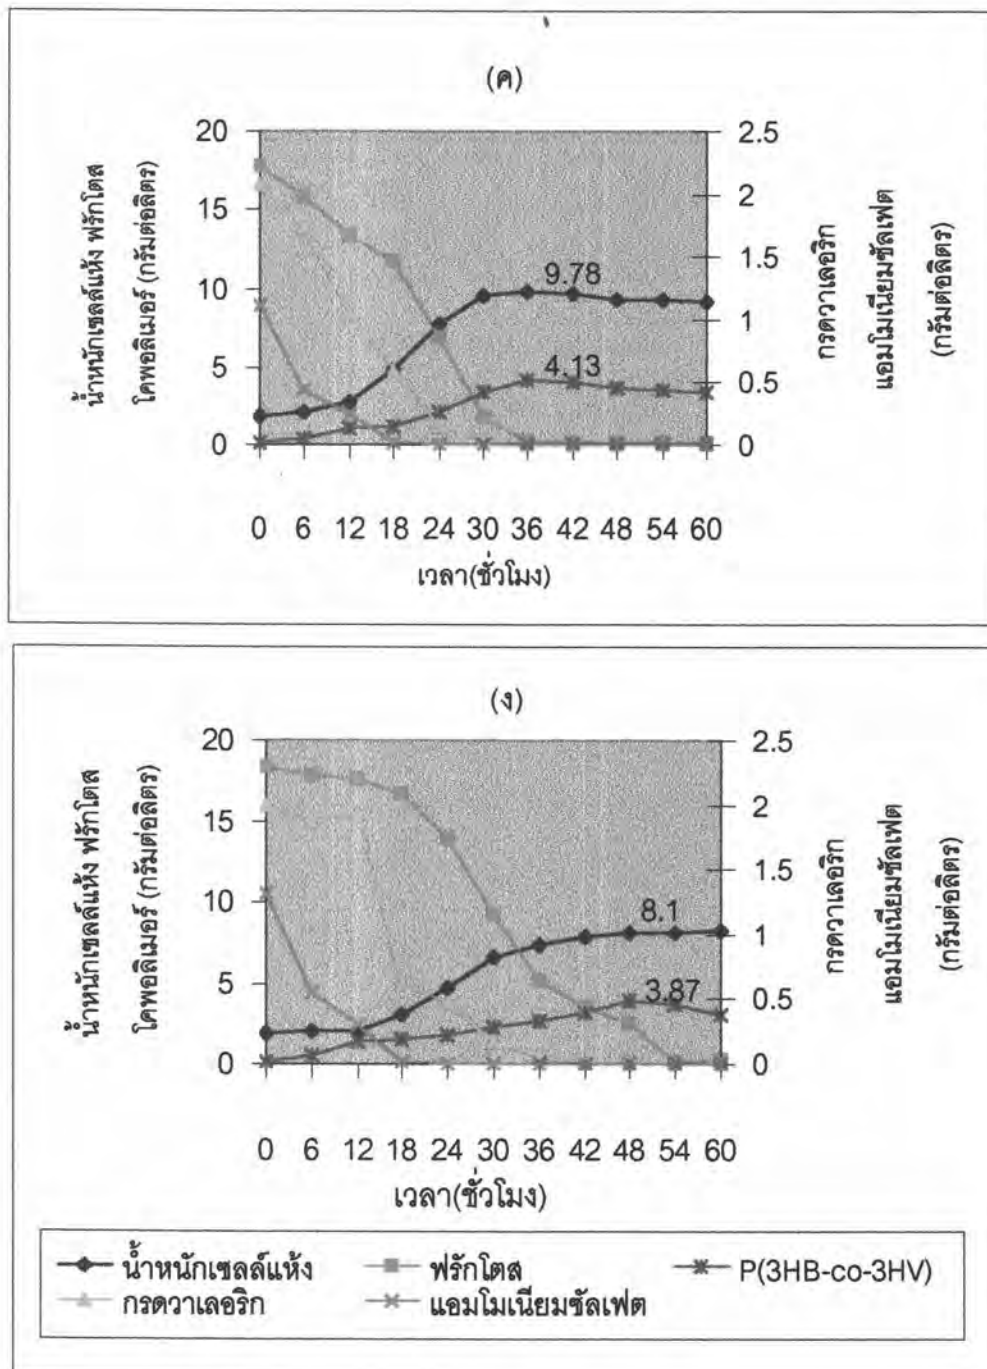 (ค)
น้ำหนักเซลล์แห้ง ฟรักโตส
โคพอลิเมอร์ (กรัมต่อลิตร)
20
15
10
5
0
9.78
4.13
2.5
2
1.5
1
0.5
0
กรดวาเลอริก
แอมโมเนียมซัลเฟต
(กรัมต่อลิตร)
0 6 12 18 24 30 36 42 48 54 60
เวลา(ชั่วโมง)
(ง)
น้ำหนักเซลล์แห้ง ฟรักโตส
โคพอลิเมอร์ (กรัมต่อลิตร)
20
15
10
5
0
8.1
3.87
2.5
2
1.5
1
0.5
0
กรดวาเลอริก
แอมโมเนียมซัลเฟต
(กรัมต่อลิตร)
0 6 12 18 24 30 36 42 48 54 60
เวลา(ชั่วโมง)
น้ำหนักเซลล์แห้ง ฟรักโตส P(3HB-co-3HV)
กรดวาเลอริก แอมโมเนียมซัลเฟต